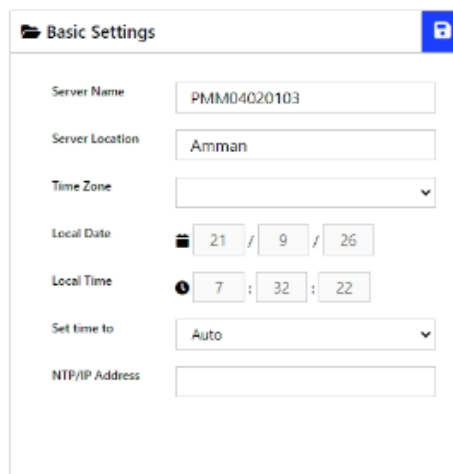 Basic Settings
Server Name PMM04020103
Server Location Amman
Time Zone
Local Date 21 / 9 / 26
Local Time 7 : 32 : 22
Set time to Auto
NTP/IP Address